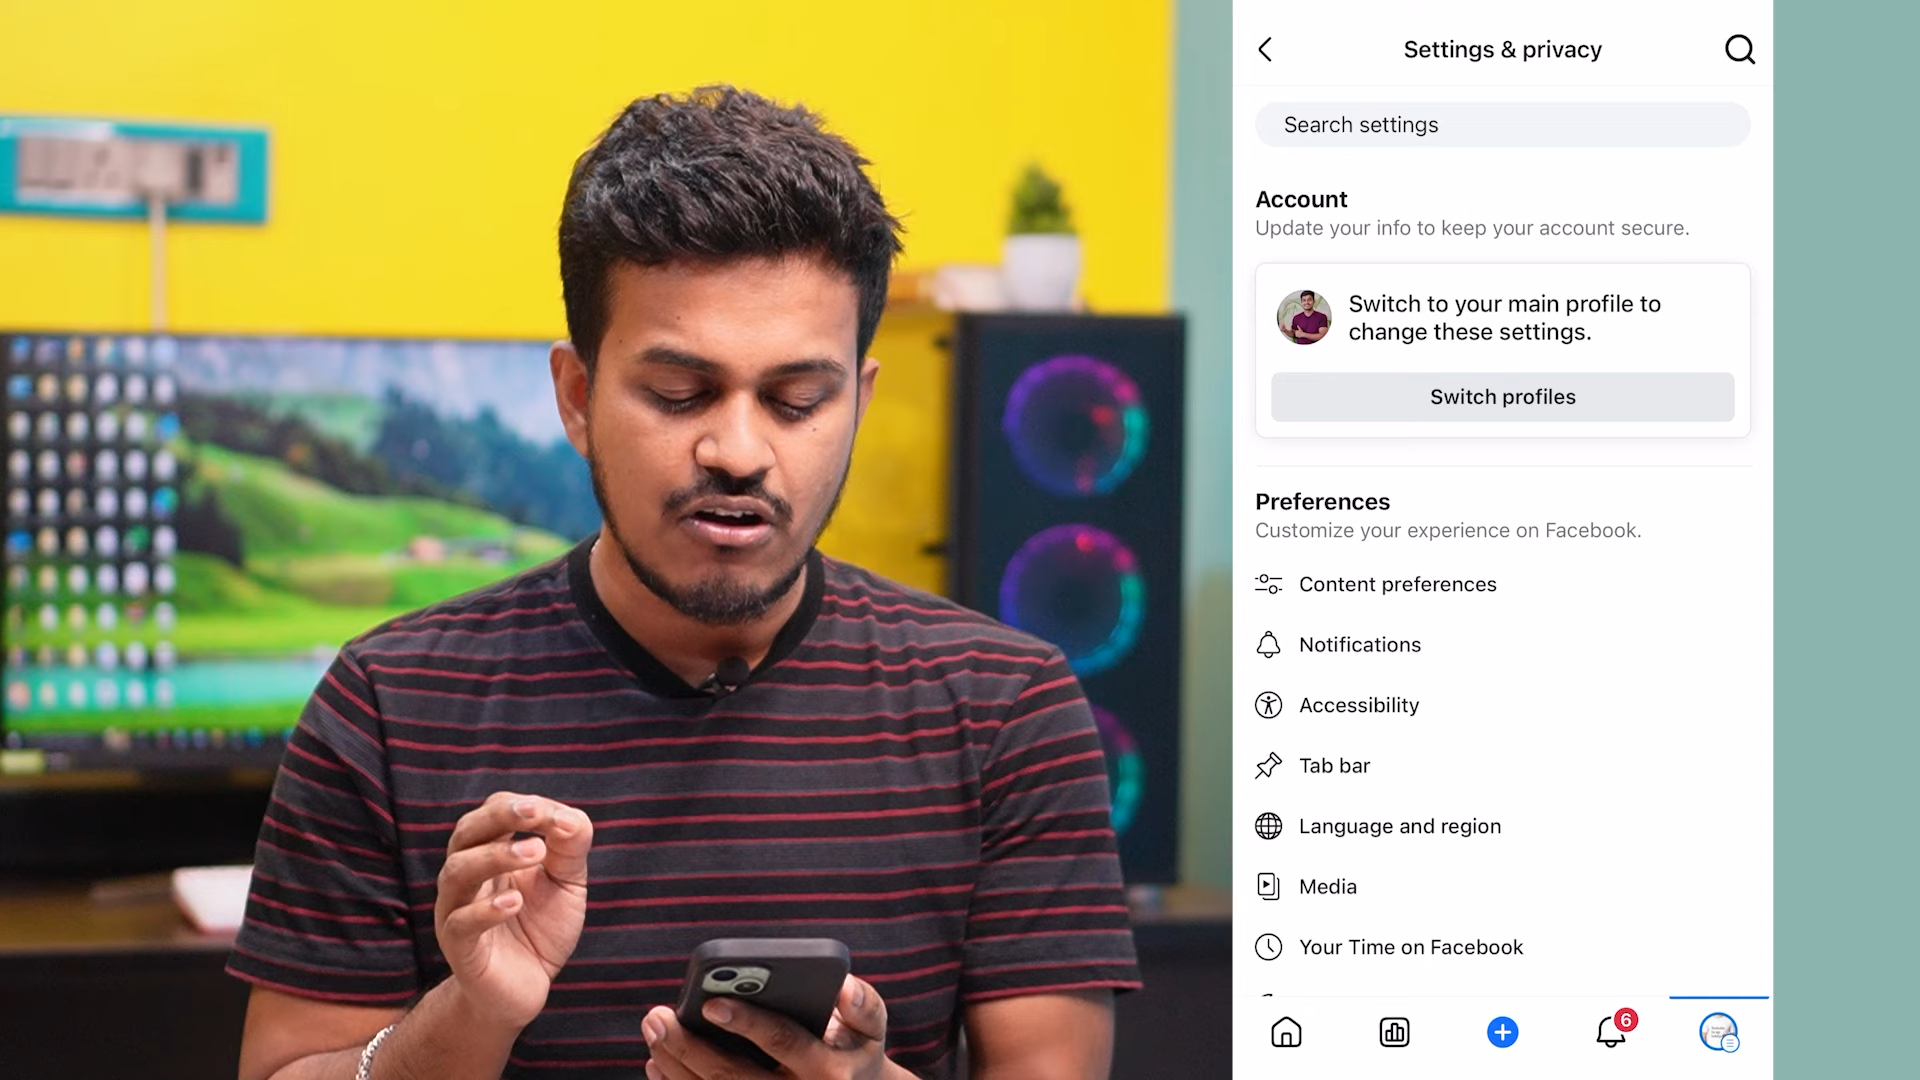 Settings & privacy
Search settings
Account
Update your info to keep your account secure.
Switch to your main profile to
change these settings.
Switch profiles
Preferences
Customize your experience on Facebook.
Content preferences
Notifications
Accessibility
Tab bar
Language and region
Media
Your Time on Facebook
6